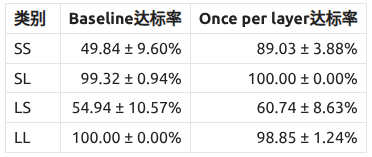 类别 Baseline达标率 Once per layer达标率
SS 49.84 ± 9.60% 89.03 ± 3.88%
SL 99.32 ± 0.94% 100.00 ± 0.00%
LS 54.94 ± 10.57% 60.74 ± 8.63%
LL 100.00 ± 0.00% 98.85 ± 1.24%